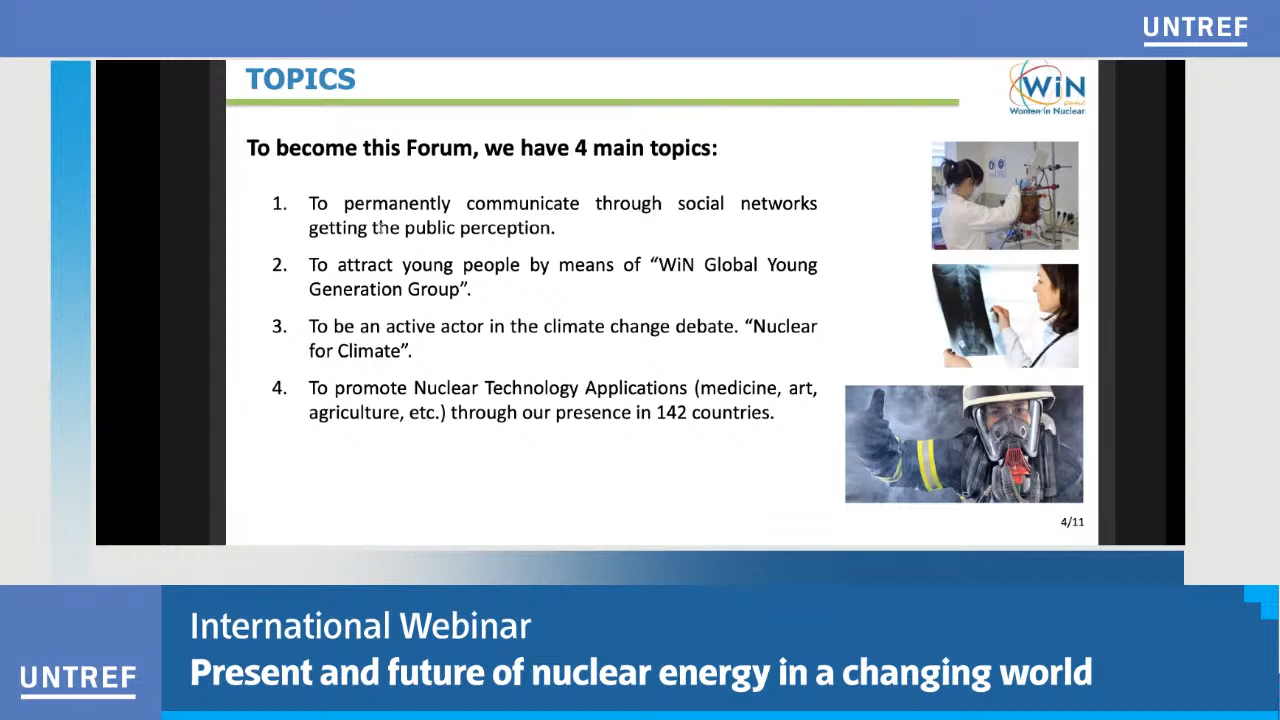 UNTREF
TOPICS
WiN
Global
Women in Nuclear
To become this Forum, we have 4 main topics:
1. To permanently communicate through social networks
getting the public perception.
2. To attract young people by means of “WiN Global Young
Generation Group”.
3. To be an active actor in the climate change debate. “Nuclear
for Climate”.
4. To promote Nuclear Technology Applications (medicine, art,
agriculture, etc.) through our presence in 142 countries.
4/11
UNTREF
International Webinar
Present and future of nuclear energy in a changing world